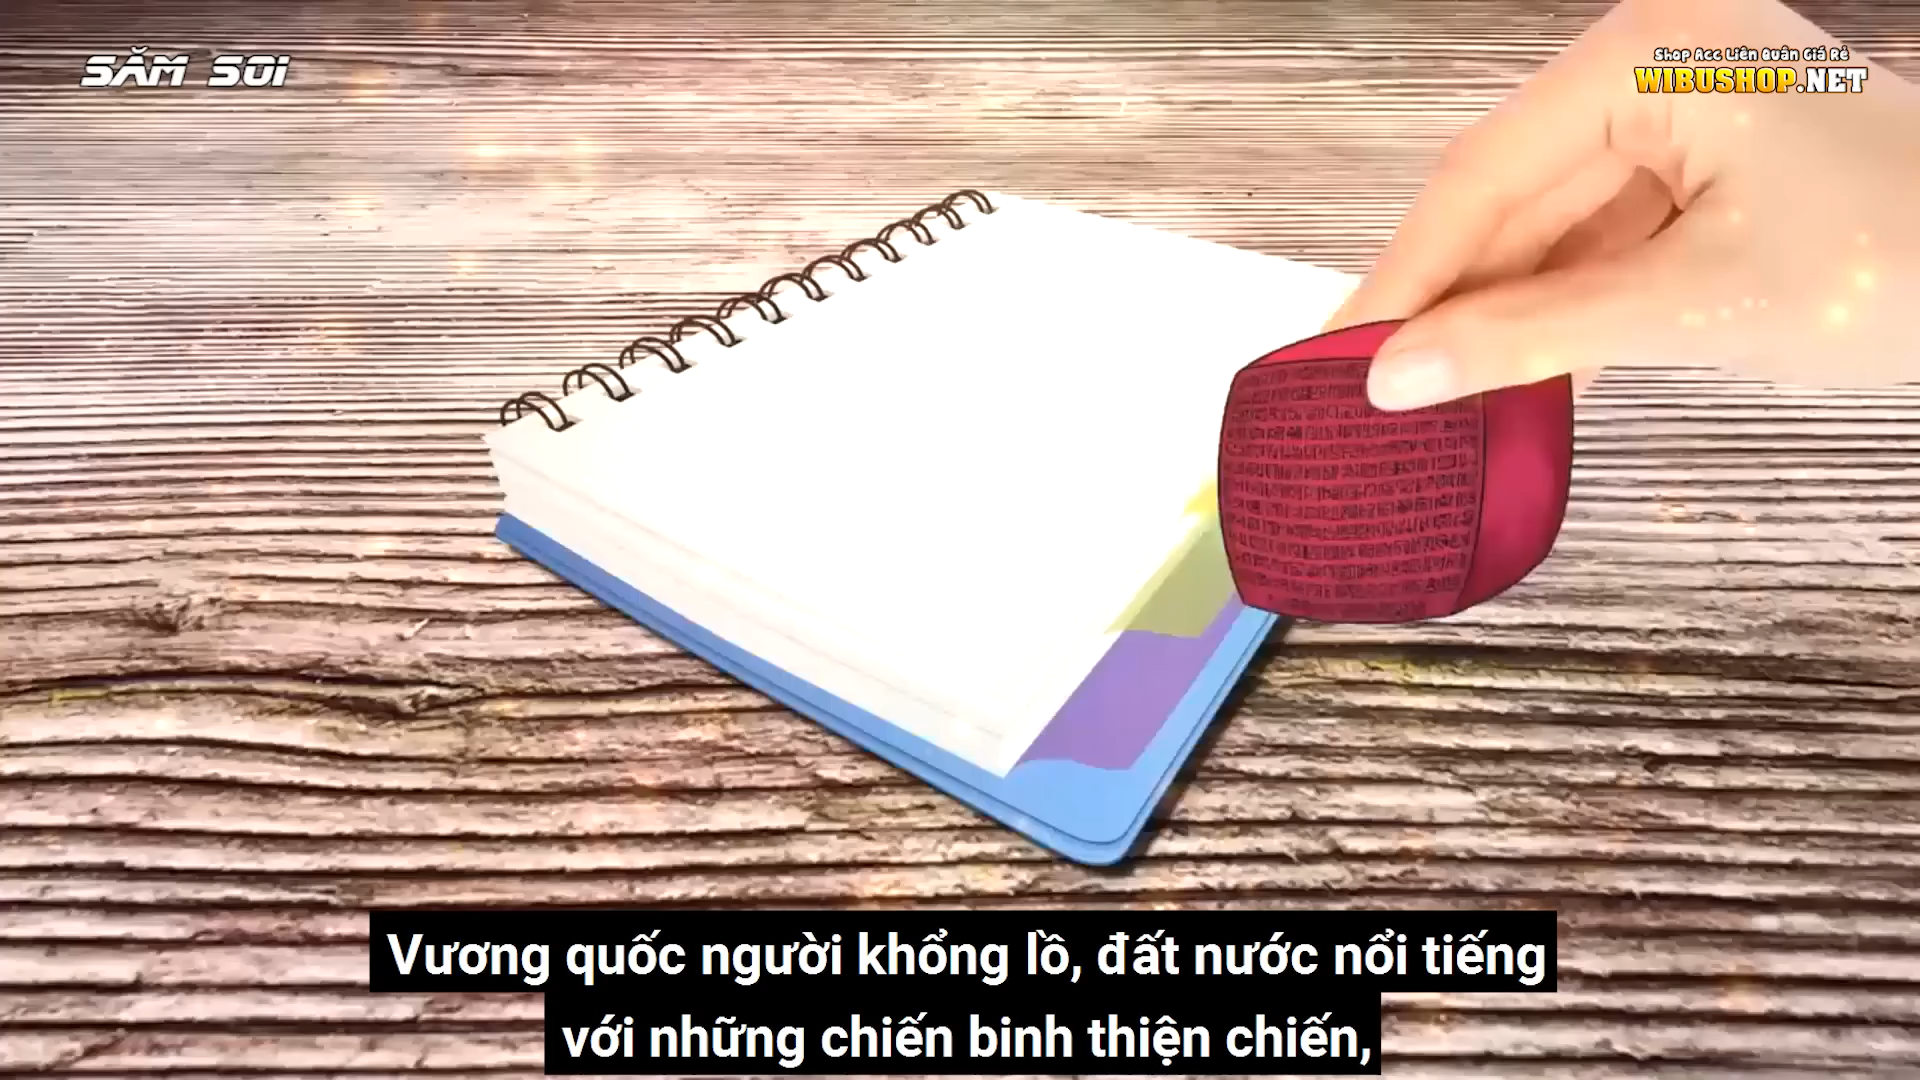 SĂM SOI
Shop Acc Liên Quân Giá Rẻ
WIBUSHOP.NET
Vương quốc người khổng lồ, đất nước nổi tiếng
với những chiến binh thiện chiến,